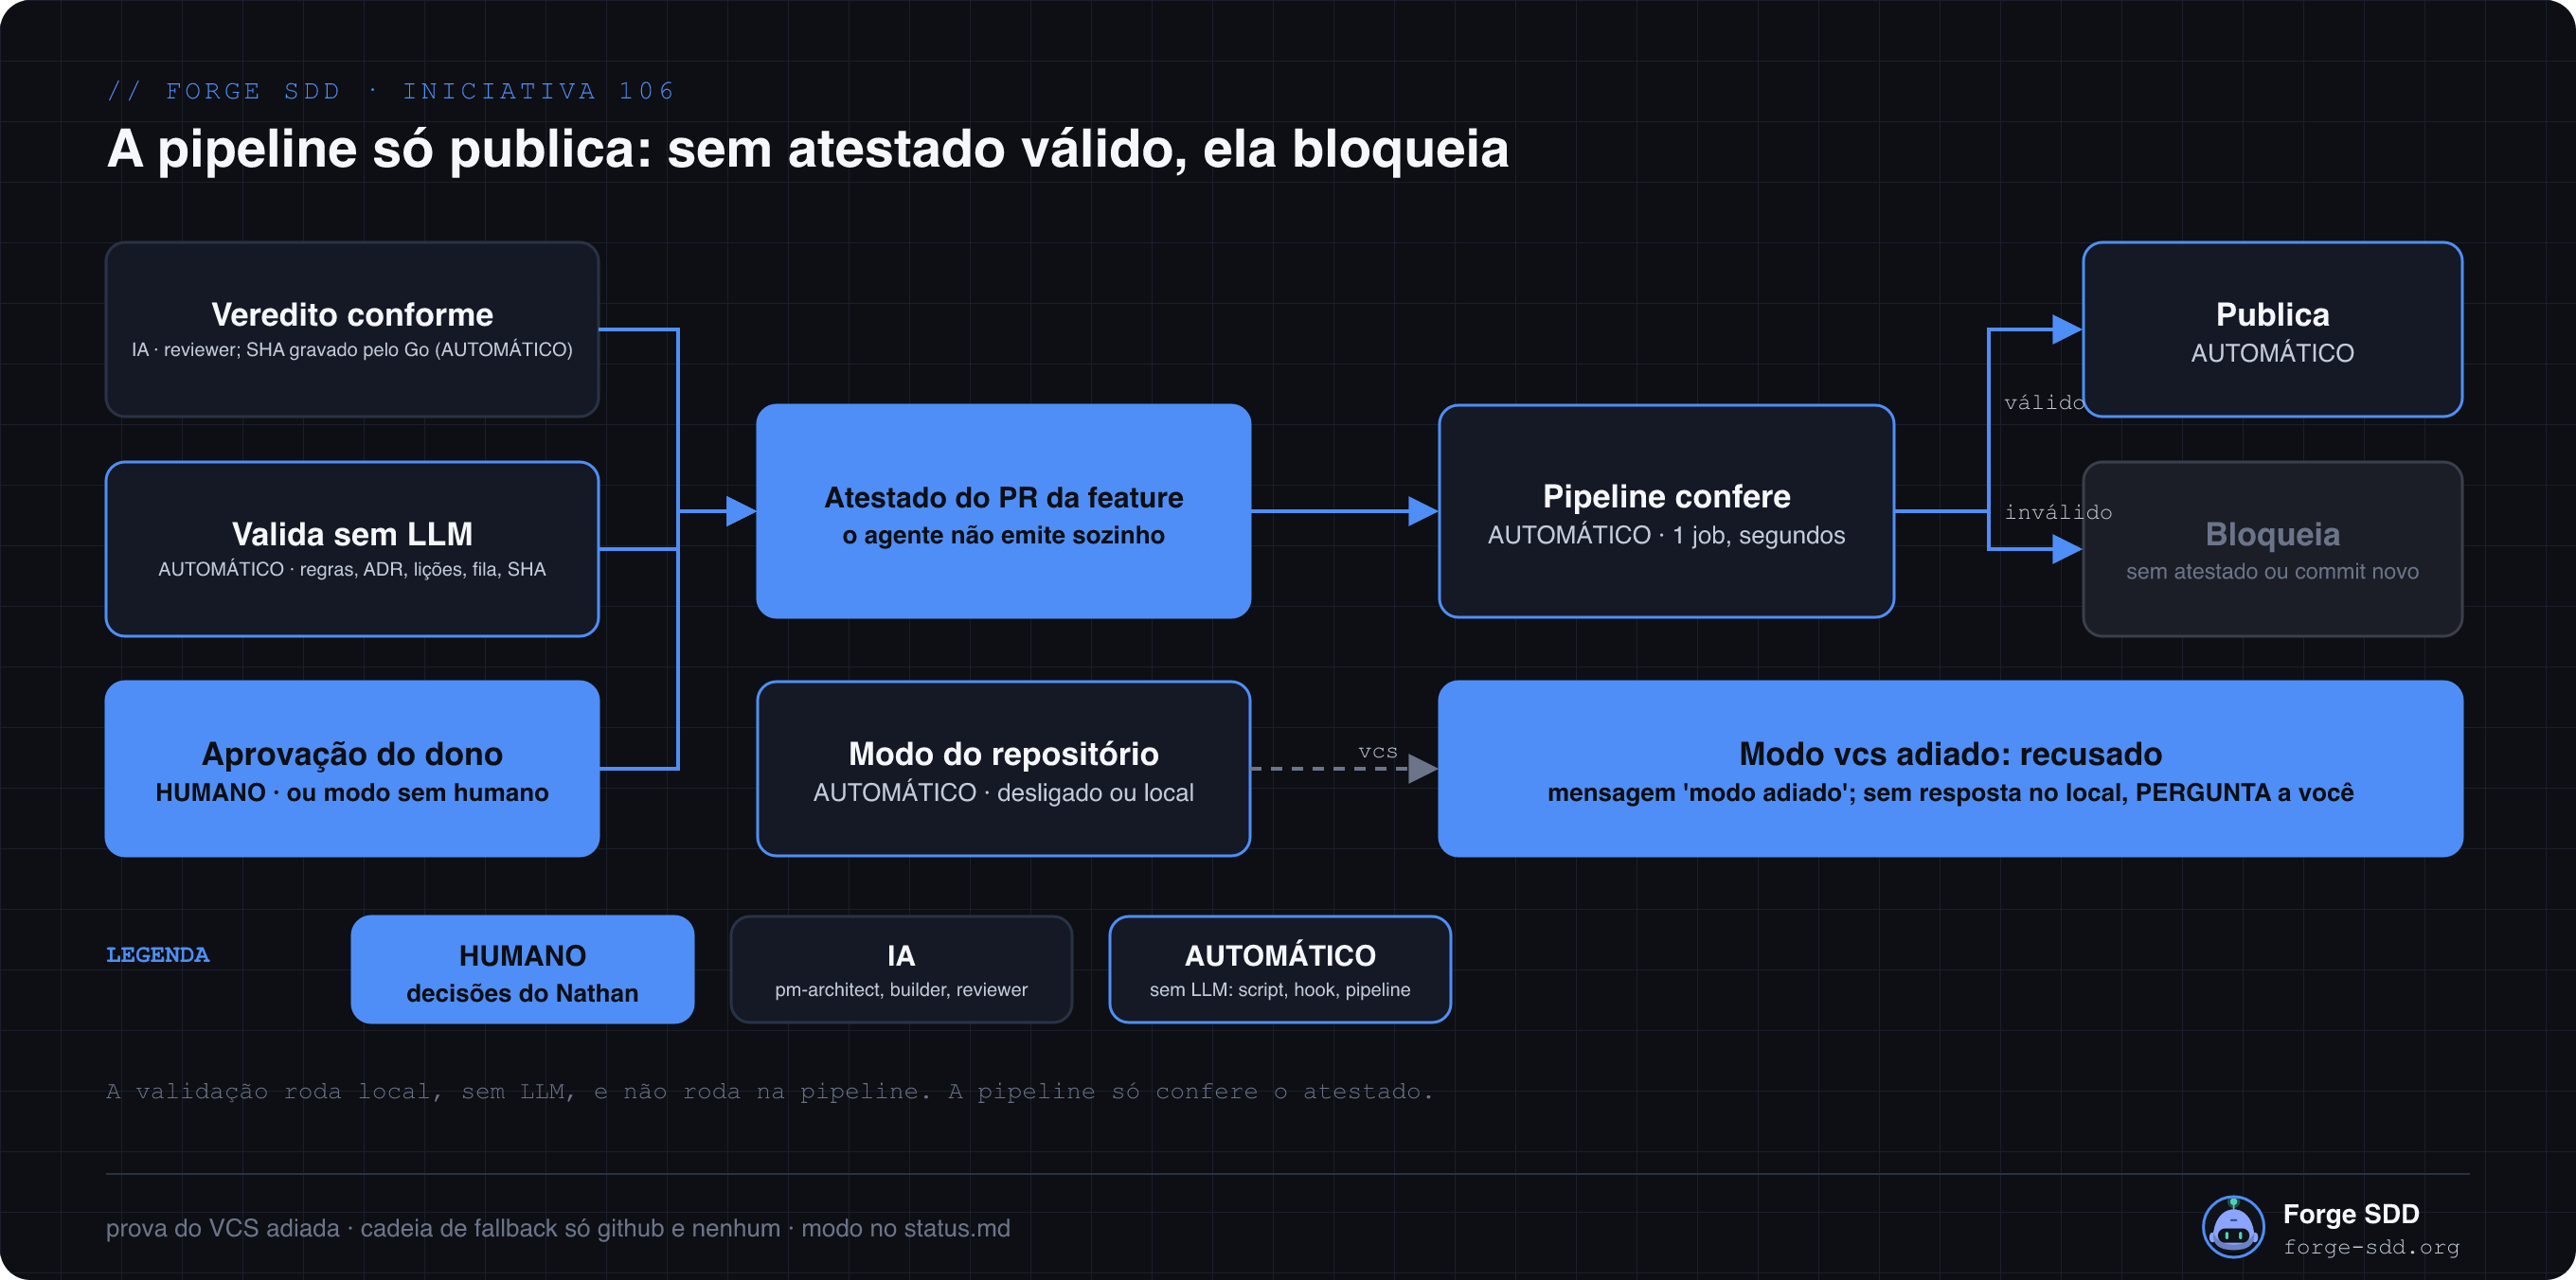 // FORGE SDD · INICIATIVA 106
A pipeline só publica: sem atestado válido, ela bloqueia
Veredito conforme
IA · reviewer; SHA gravado pelo Go (AUTOMÁTICO)
Valida sem LLM
AUTOMÁTICO · regras, ADR, lições, fila, SHA
Aprovação do dono
HUMANO · ou modo sem humano
Atestado do PR da feature
o agente não emite sozinho
Modo do repositório
AUTOMÁTICO · desligado ou local
vcs
Pipeline confere
AUTOMÁTICO · 1 job, segundos
válido
inválido
Publica
AUTOMÁTICO
Bloqueia
sem atestado ou commit novo
Modo vcs adiado: recusado
mensagem 'modo adiado'; sem resposta no local, PERGUNTA a você
LEGENDA
HUMANO
decisões do Nathan
IA
pm-architect, builder, reviewer
AUTOMÁTICO
sem LLM: script, hook, pipeline
A validação roda local, sem LLM, e não roda na pipeline. A pipeline só confere o atestado.
prova do VCS adiada · cadeia de fallback só github e nenhum · modo no status.md
Forge SDD
forge-sdd.org